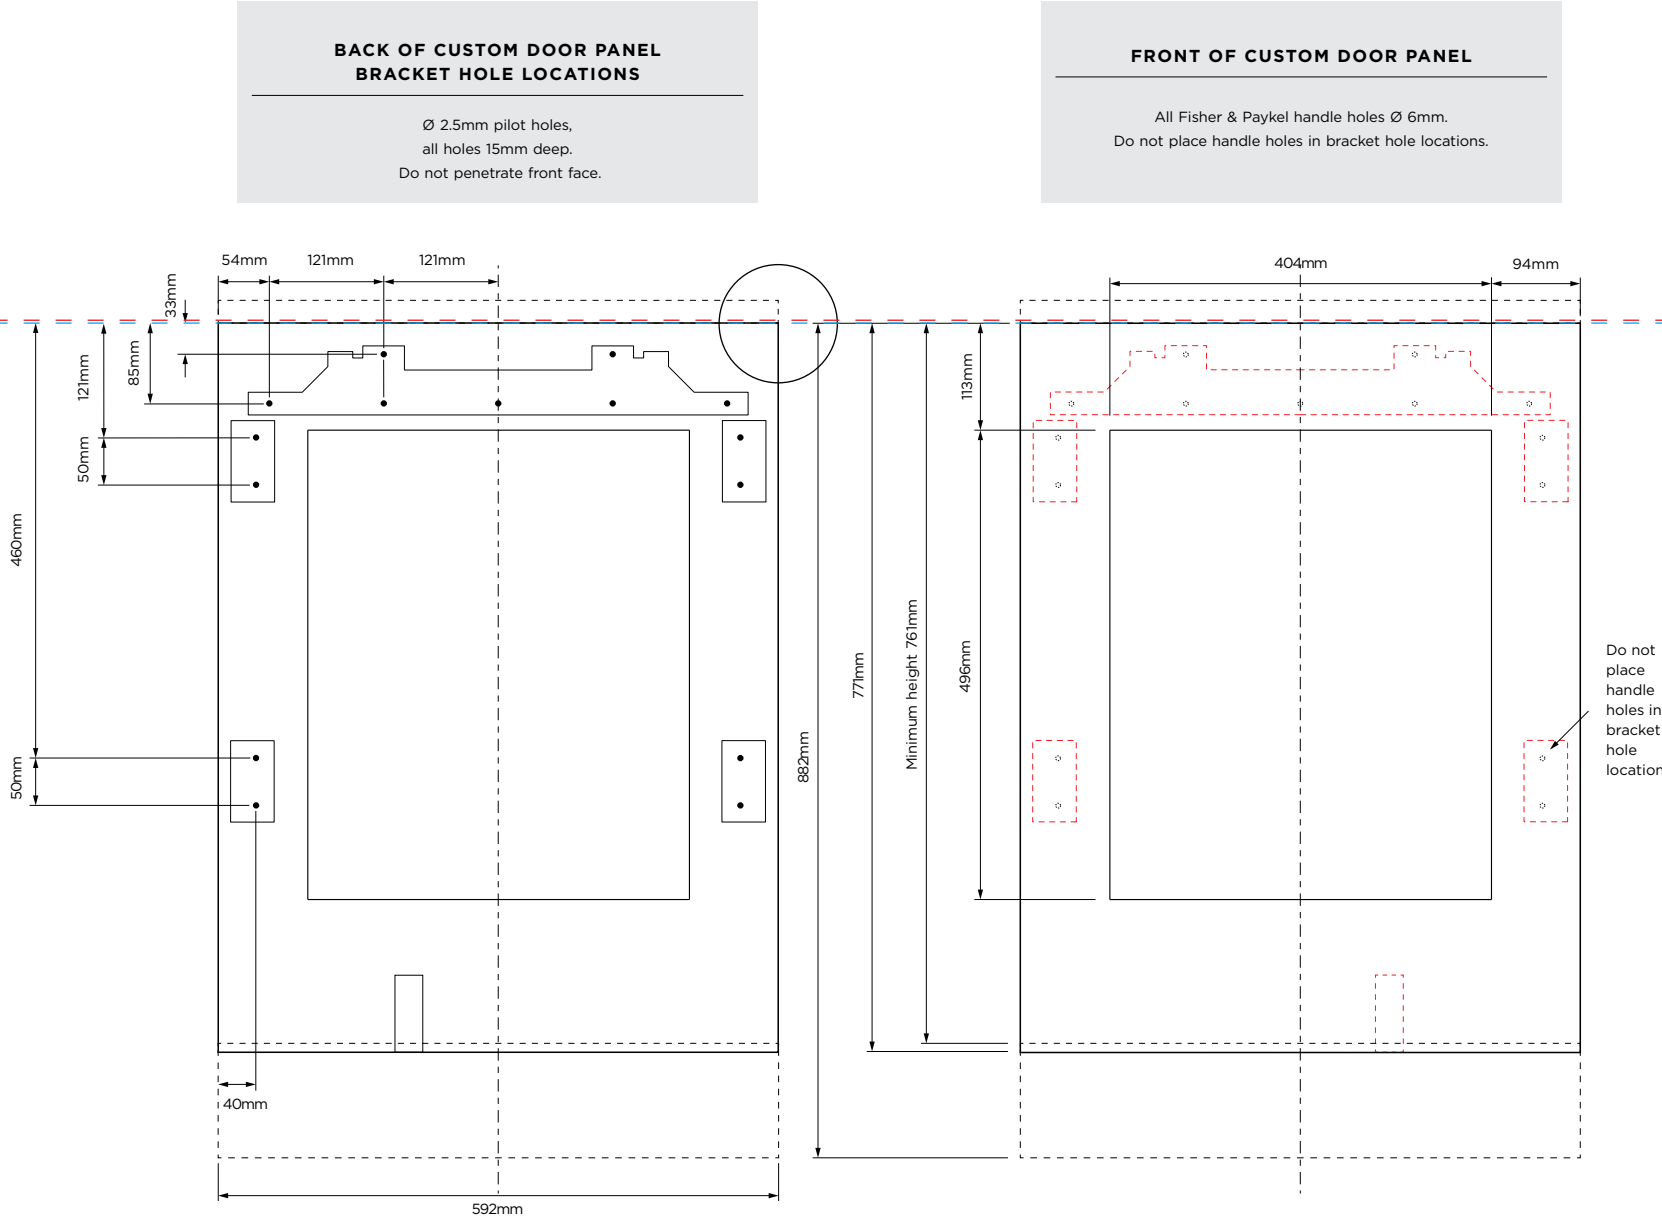 BACK OF CUSTOM DOOR PANEL
BRACKET HOLE LOCATIONS
Ø 2.5mm pilot holes,
all holes 15mm deep.
Do not penetrate front face.
FRONT OF CUSTOM DOOR PANEL
All Fisher & Paykel handle holes Ø 6mm.
Do not place handle holes in bracket hole locations.
54mm
121mm
121mm
33mm
85mm
121mm
50mm
460mm
50mm
40mm
592mm
882mm
771mm
Minimum height 761mm
404mm
94mm
113mm
496mm
Do not
place
handle
holes in
bracket
hole
location